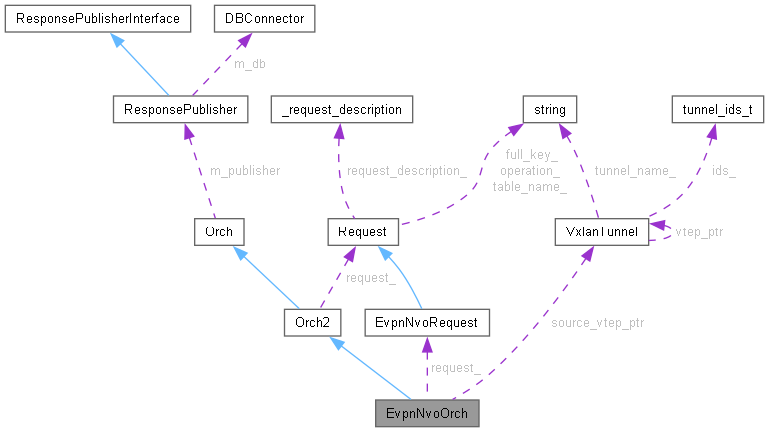 ResponsePublisherInterface
DBConnector
m_db
ResponsePublisher
_request_description
string
tunnel_ids_t
m_publisher
request_description_
full_key_
operation_
table_name_
tunnel_name_
ids_
Orch
Request
VxlanTunnel
vtep_ptr
request_
Orch2
EvpnNvoRequest
source_vtep_ptr
request_
EvpnNvoOrch